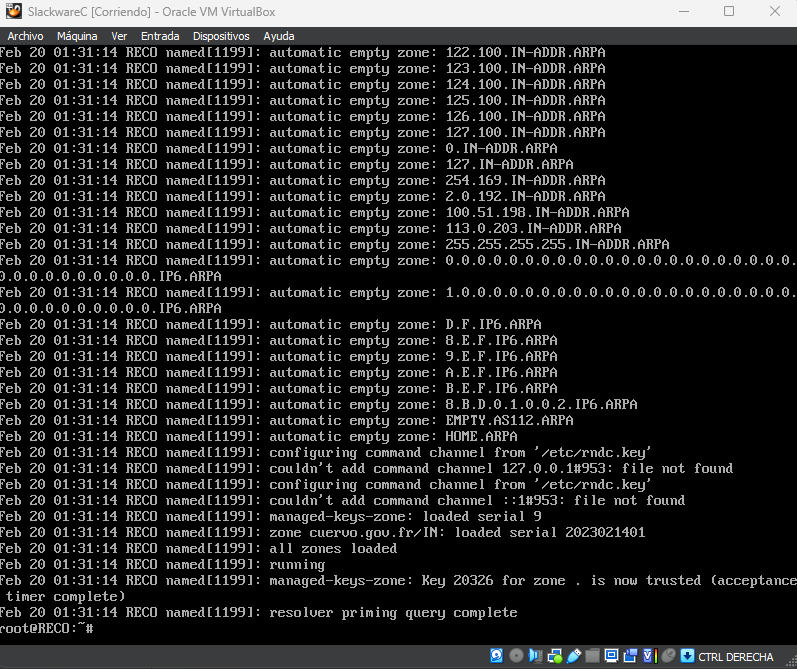 SlackwareC [Corriendo] - Oracle VM VirtualBox
Archivo Máquina Ver Entrada Dispositivos Ayuda
Feb 20 01:31:14 RECO named[1199]: automatic empty zone: 122.100.IN-ADDR.ARPA
Feb 20 01:31:14 RECO named[1199]: automatic empty zone: 123.100.IN-ADDR.ARPA
Feb 20 01:31:14 RECO named[1199]: automatic empty zone: 124.100.IN-ADDR.ARPA
Feb 20 01:31:14 RECO named[1199]: automatic empty zone: 125.100.IN-ADDR.ARPA
Feb 20 01:31:14 RECO named[1199]: automatic empty zone: 126.100.IN-ADDR.ARPA
Feb 20 01:31:14 RECO named[1199]: automatic empty zone: 127.100.IN-ADDR.ARPA
Feb 20 01:31:14 RECO named[1199]: automatic empty zone: 0.IN-ADDR.ARPA
Feb 20 01:31:14 RECO named[1199]: automatic empty zone: 127.IN-ADDR.ARPA
Feb 20 01:31:14 RECO named[1199]: automatic empty zone: 254.169.IN-ADDR.ARPA
Feb 20 01:31:14 RECO named[1199]: automatic empty zone: 2.0.192.IN-ADDR.ARPA
Feb 20 01:31:14 RECO named[1199]: automatic empty zone: 100.51.198.IN-ADDR.ARPA
Feb 20 01:31:14 RECO named[1199]: automatic empty zone: 113.0.203.IN-ADDR.ARPA
Feb 20 01:31:14 RECO named[1199]: automatic empty zone: 255.255.255.255.IN-ADDR.ARPA
Feb 20 01:31:14 RECO named[1199]: automatic empty zone: 0.0.0.0.0.0.0.0.0.0.0.0.0.0.0.0.0.0.0.0.0.0.
0.0.0.0.0.0.0.0.0.0.IP6.ARPA
Feb 20 01:31:14 RECO named[1199]: automatic empty zone: 1.0.0.0.0.0.0.0.0.0.0.0.0.0.0.0.0.0.0.0.0.0.
0.0.0.0.0.0.0.0.0.0.IP6.ARPA
Feb 20 01:31:14 RECO named[1199]: automatic empty zone: D.F.IP6.ARPA
Feb 20 01:31:14 RECO named[1199]: automatic empty zone: 8.E.F.IP6.ARPA
Feb 20 01:31:14 RECO named[1199]: automatic empty zone: 9.E.F.IP6.ARPA
Feb 20 01:31:14 RECO named[1199]: automatic empty zone: A.E.F.IP6.ARPA
Feb 20 01:31:14 RECO named[1199]: automatic empty zone: B.E.F.IP6.ARPA
Feb 20 01:31:14 RECO named[1199]: automatic empty zone: 8.B.D.0.1.0.0.2.IP6.ARPA
Feb 20 01:31:14 RECO named[1199]: automatic empty zone: EMPTY.AS112.ARPA
Feb 20 01:31:14 RECO named[1199]: automatic empty zone: HOME.ARPA
Feb 20 01:31:14 RECO named[1199]: configuring command channel from '/etc/rndc.key'
Feb 20 01:31:14 RECO named[1199]: couldn't add command channel 127.0.0.1#953: file not found
Feb 20 01:31:14 RECO named[1199]: configuring command channel from '/etc/rndc.key'
Feb 20 01:31:14 RECO named[1199]: couldn't add command channel ::1#953: file not found
Feb 20 01:31:14 RECO named[1199]: managed-keys-zone: loaded serial 9
Feb 20 01:31:14 RECO named[1199]: zone cuervo.gov.fr/IN: loaded serial 2023021401
Feb 20 01:31:14 RECO named[1199]: all zones loaded
Feb 20 01:31:14 RECO named[1199]: running
Feb 20 01:31:14 RECO named[1199]: managed-keys-zone: Key 20326 for zone . is now trusted (acceptance
timer complete)
Feb 20 01:31:14 RECO named[1199]: resolver priming query complete
root@RECO:~#
CTRL DERECHA